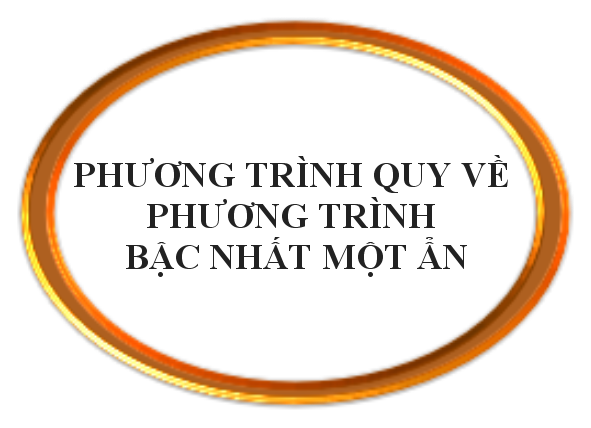 PHƯƠNG TRÌNH QUY VỀ
PHƯƠNG TRÌNH
BẬC NHẤT MỘT ẨN